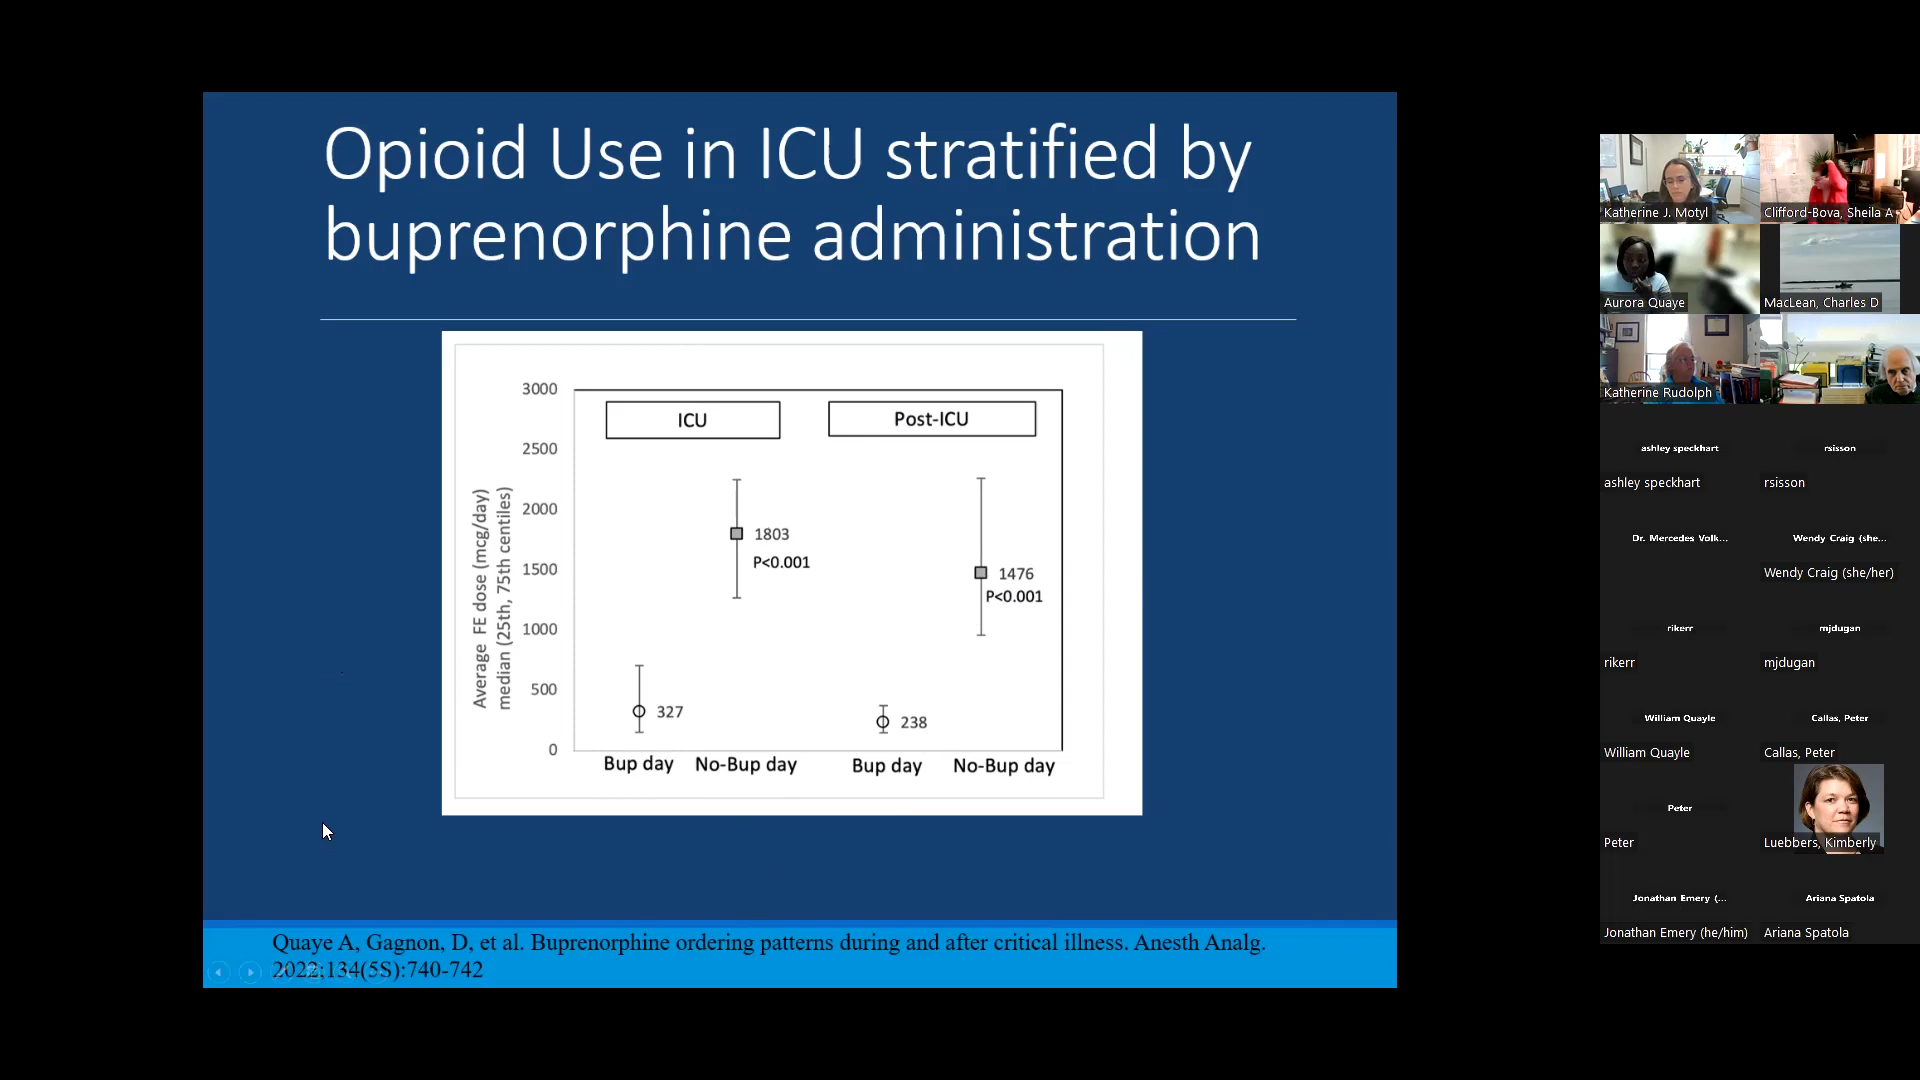 Opioid Use in ICU stratified by
buprenorphine administration
Average FE dose (mcg/day)
median (25th, 75th centiles)
3000
2500
2000
1500
1000
500
0
ICU
Post-ICU
1803
P<0.001
1476
P<0.001
327
238
Bup day
No-Bup day
Bup day
No-Bup day
Quaye A, Gagnon, D, et al. Buprenorphine ordering patterns during and after critical illness. Anesth Analg.
2022;134(5S):740-742
Katherine J. Motyl
Clifford-Bova, Sheila A
Aurora Quaye
MacLean, Charles D
Katherine Rudolph
ashley speckhart
rsisson
ashley speckhart
rsisson
Dr. Mercedes Volk...
Wendy Craig (she...
Wendy Craig (she/her)
rikerr
mjdugan
rikerr
mjdugan
William Quayle
Callas, Peter
William Quayle
Callas, Peter
Peter
Peter
Luebbers, Kimberly
Jonathan Emery (...
Ariana Spatola
Jonathan Emery (he/him)
Ariana Spatola